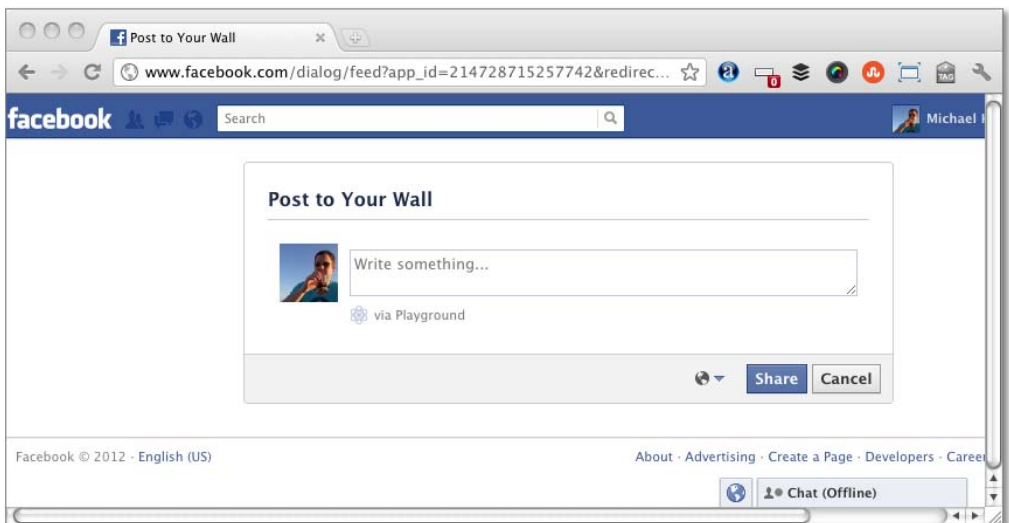 Post to Your Wall
www.facebook.com/dialog/feed?app_id=214728715257742&redirec...
0
TAG
facebook
Search
Michael
Post to Your Wall
Write something...
via Playground
Share
Cancel
Facebook © 2012 · English (US)
About · Advertising · Create a Page · Developers · Career
Chat (Offline)